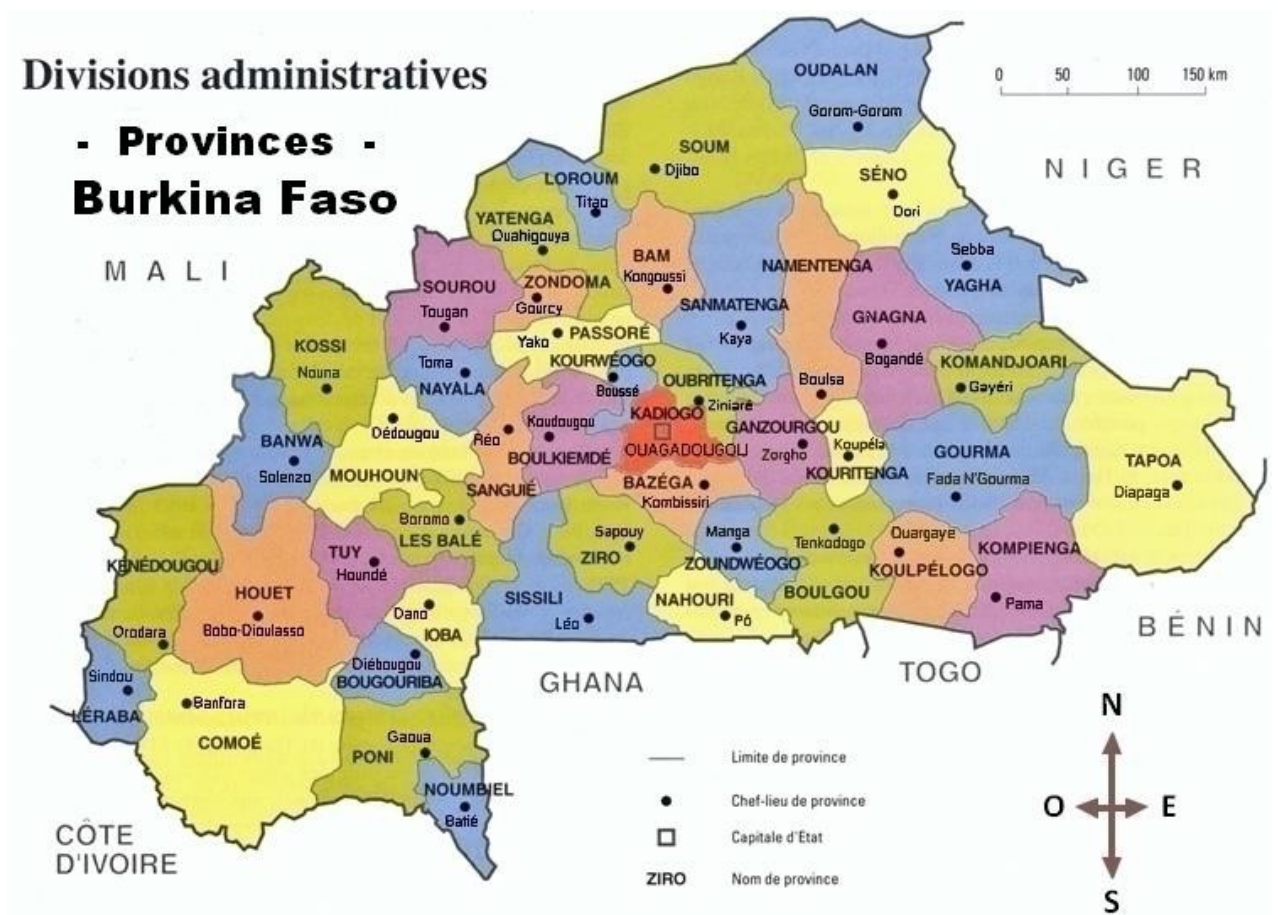 Divisions administratives
- Provinces -
Burkina Faso
0 50 100 150 km
MALI
NIGER
BÉNIN
TOGO
GHANA
CÔTE
D'IVOIRE
OUDALAN
Gorom-Gorom
SOUM
Djibo
SÉNO
Dori
LOROUM
Titao
YATENGA
Ouahigouya
BAM
Kongoussi
NAMENTENGA
Boulsa
Sebba
YAGHA
SOUROU
Tougan
ZONDOMA
Gourcy
SANMATENGA
Kaya
GNAGNA
Bogandé
KOSSI
Nouna
PASSORÉ
Yako
KOURWÉOGO
Boussé
KOMANDJOARI
Gayéri
Toma
NAYALA
OUBRITENGA
Ziniaré
KADIOGO
OUAGADOUGOU
GANZOURGOU
Zorgho
Koupéla
KOURITENGA
GOURMA
Fada N'Gourma
TAPOA
Diapaga
BANWA
Solenzo
Dédougou
MOUHOUN
Réo
SANGUIÉ
Koudougou
BOULKIEMDÉ
BAZÉGA
Kombissiri
Boromo
LES BALÉ
Sapouy
ZIRO
Manga
ZOUNDWÉOGO
Tenkodogo
BOULGOU
Ouargaye
KOULPÉLOGO
KOMPIENGA
Pama
KENÉDOUGOU
Orodara
HOUET
Bobo-Dioulasso
TUY
Houndé
Dano
IOBA
SISSILI
Léo
NAHOURI
Pô
Diébougou
BOUGOURIBA
Sindou
LÉRABA
Banfora
COMOÉ
Gaoua
PONI
NOUMBIEL
Batié
Limite de province
Chef-lieu de province
Capitale d'État
ZIRO Nom de province
N
O E
S